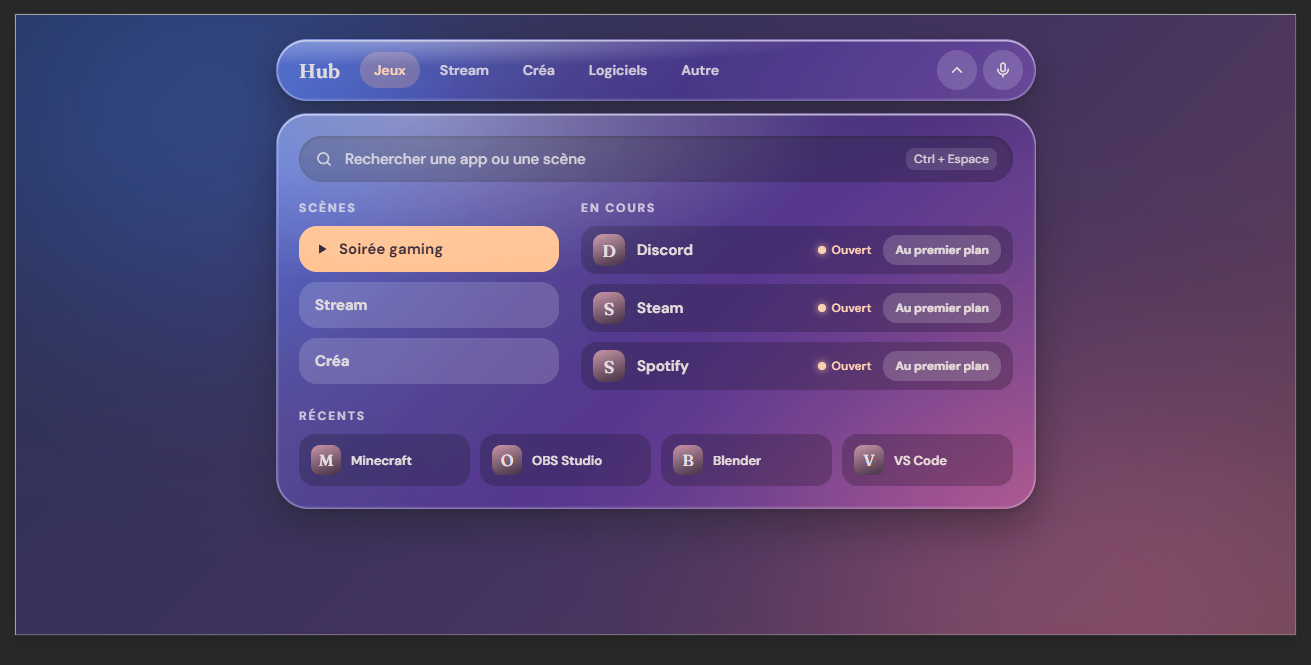 Hub Jeux Stream Créa Logiciels Autre
Rechercher une app ou une scène Ctrl + Espace
SCÈNES
Soirée gaming
Stream
Créa
EN COURS
D Discord Ouvert Au premier plan
S Steam Ouvert Au premier plan
S Spotify Ouvert Au premier plan
RÉCENTS
M Minecraft O OBS Studio B Blender V VS Code